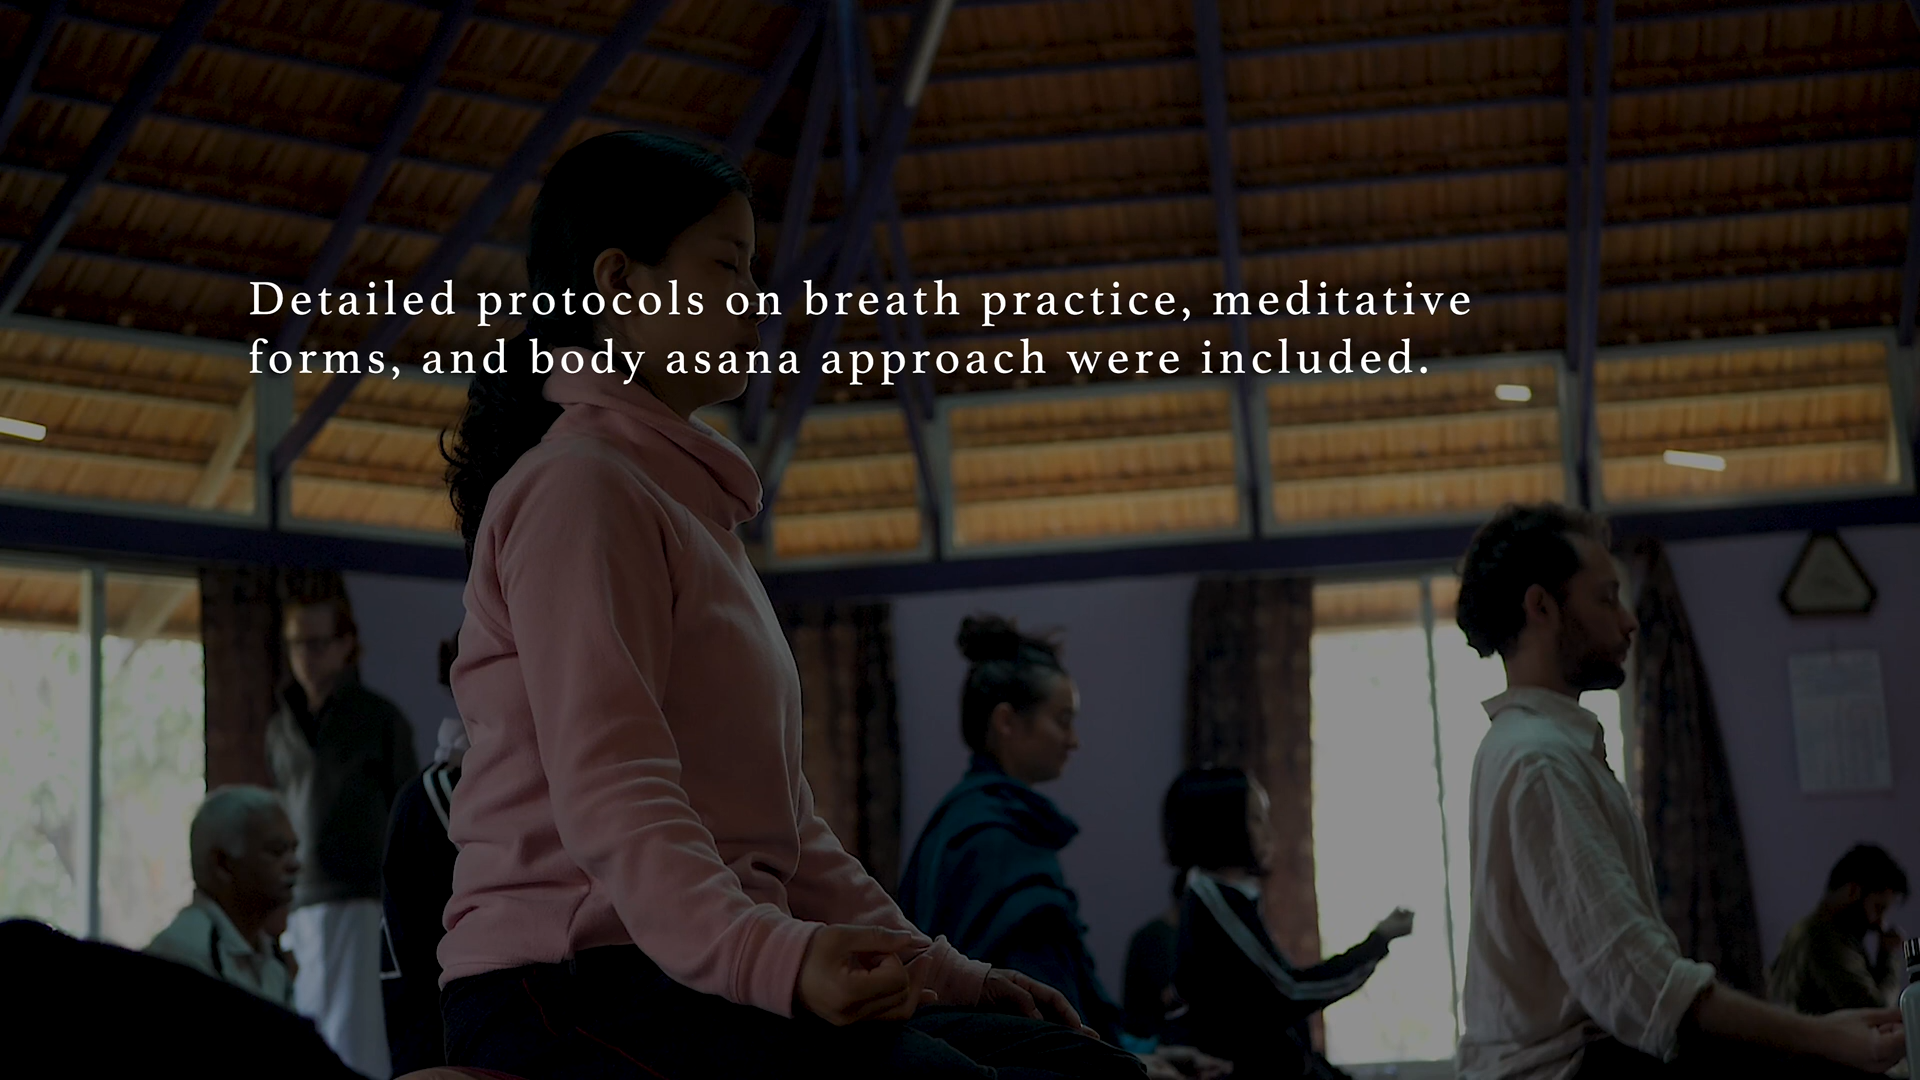 Detailed protocols on breath practice, meditative
forms, and body asana approach were included.